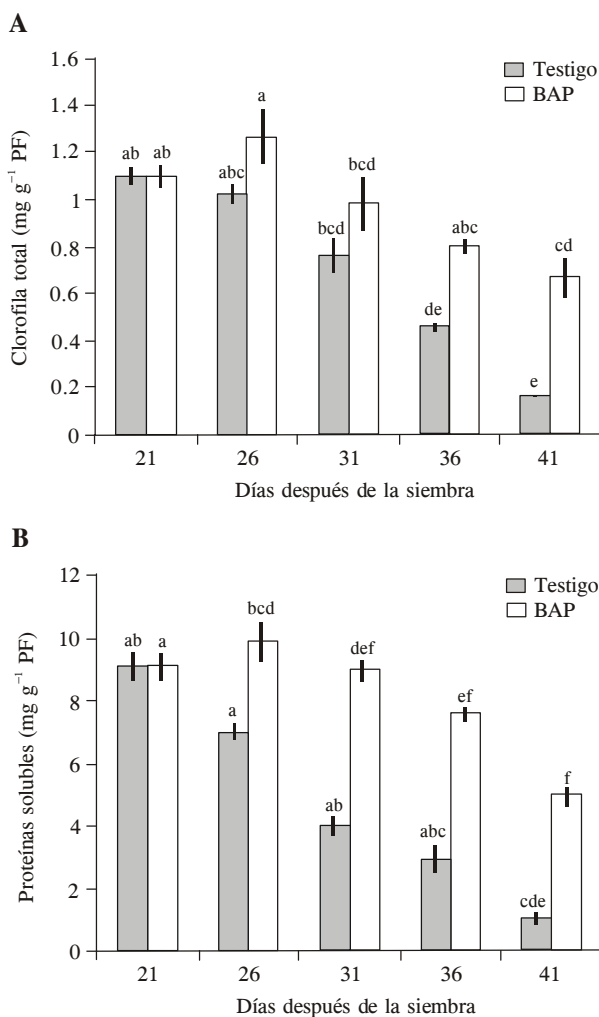 A
Clorofila total (mg g⁻¹ PF)
1.6
1.4
1.2
1
0.8
0.6
0.4
0.2
0
Testigo
BAP
ab ab
abc a
bcd bcd
de abc
e cd
21 26 31 36 41
Días después de la siembra
B
Proteínas solubles (mg g⁻¹ PF)
12
10
8
6
4
2
0
Testigo
BAP
ab a
a bcd
ab def
abc ef
cde f
21 26 31 36 41
Días después de la siembra